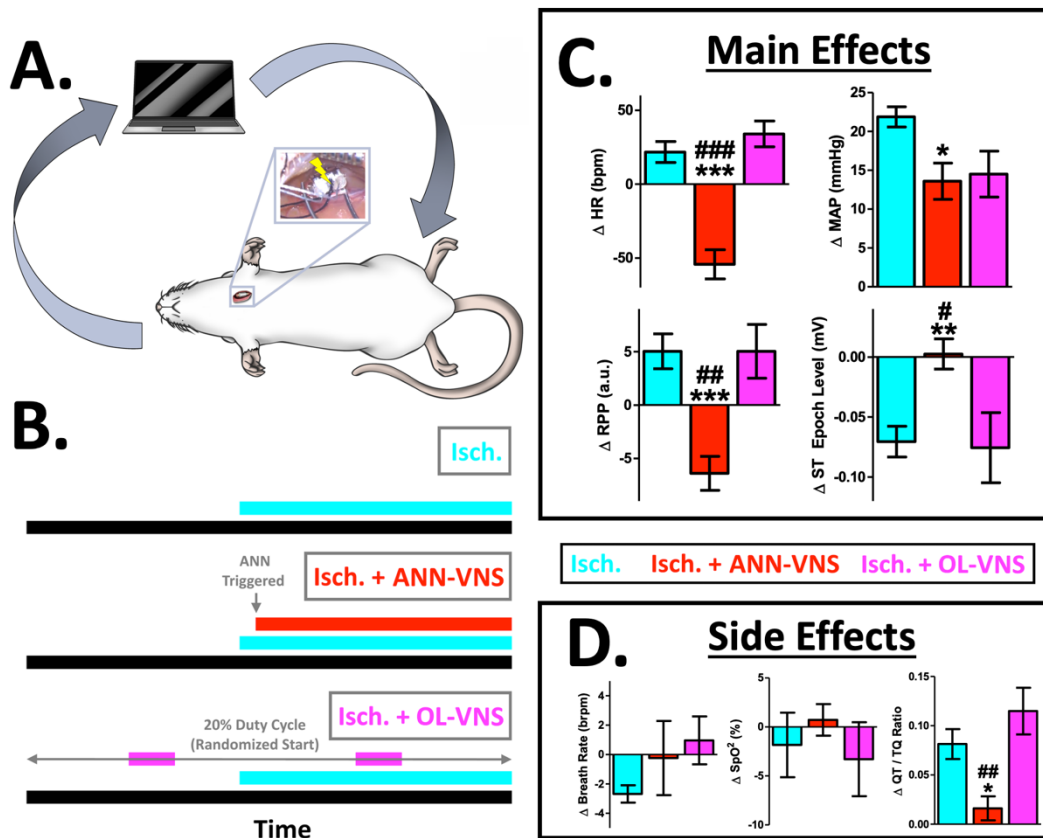 A.
B.
Isch.
ANN
Triggered
Isch. + ANN-VNS
20% Duty Cycle
(Randomized Start)
Isch. + OL-VNS
Time
C.
Main Effects
Δ HR (bpm)
50
0
-50
###
***
Δ MAP (mmHg)
25
20
15
10
5
0
*
Δ RPP (a.u.)
5
0
-5
##
***
Δ ST Epoch Level (mV)
0.00
-0.05
-0.10
#
**
Isch. Isch. + ANN-VNS Isch. + OL-VNS
D.
Side Effects
Δ Breath Rate (brpm)
4
2
0
-2
-4
Δ SpO² (%)
5
0
-5
-10
Δ QT / TQ Ratio
0.15
0.10
0.05
0.00
##
*